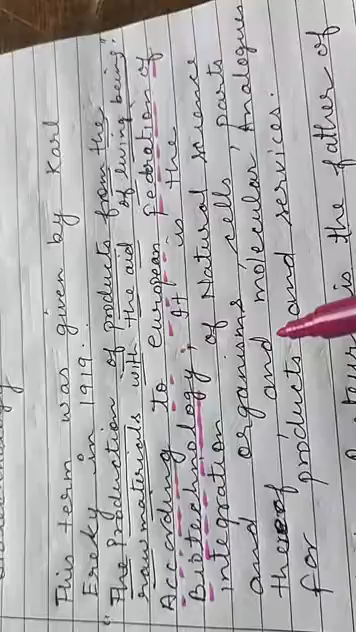 This term was given by Karl
Ereky in 1919.
"The Production of products from the
raw materials with the aid of living being".
According to european Fedration of
Biotechnology, It is the
integration of Natural science
and organisms, cells, parts
thereof and molecular Analogues
for products and services.
is the father of